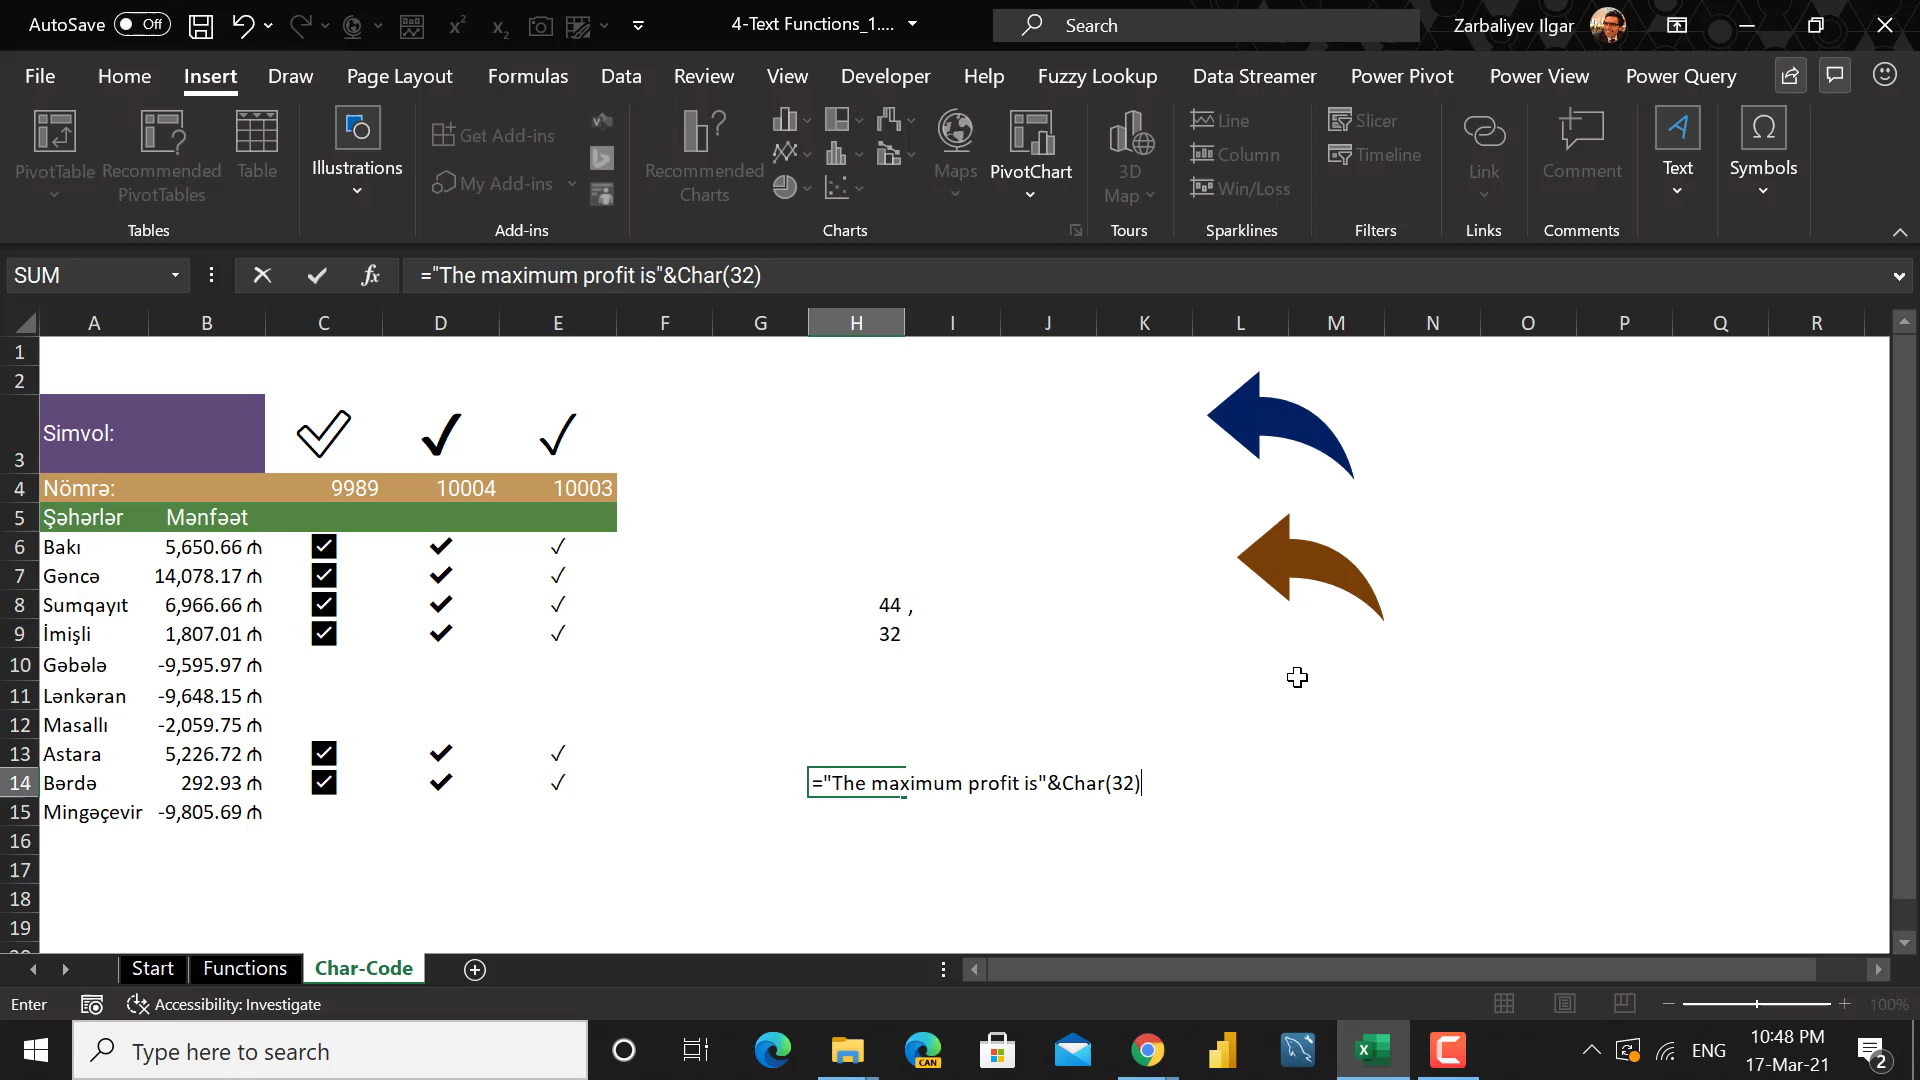 AutoSave Off
x²
x₂
4-Text Functions_1....
Search
Zarbaliyev Ilgar
File Home Insert Draw Page Layout Formulas Data Review View Developer Help Fuzzy Lookup Data Streamer Power Pivot Power View Power Query
PivotTable
Recommended PivotTables
Table
Tables
Illustrations
Get Add-ins
My Add-ins
Add-ins
Recommended Charts
Maps
PivotChart
Charts
3D Map
Tours
Line
Column
Win/Loss
Sparklines
Slicer
Timeline
Filters
Link
Links
Comment
Comments
Text
Symbols
SUM
fx
="The maximum profit is"&Char(32)
A B C D E F G H I J K L M N O P Q R
1
2
3 Simvol: ✓ ✔ ✓
4 Nömrə: 9989 10004 10003
5 Şəhərlər Mənfəət
6 Bakı 5,650.66 ₼ ✔ ✓
7 Gəncə 14,078.17 ₼ ✔ ✓
8 Sumqayıt 6,966.66 ₼ ✔ ✓ 44 ,
9 İmişli 1,807.01 ₼ ✔ ✓ 32
10 Gəbələ -9,595.97 ₼
11 Lənkəran -9,648.15 ₼
12 Masallı -2,059.75 ₼
13 Astara 5,226.72 ₼ ✔ ✓
14 Bərdə 292.93 ₼ ✔ ✓ ="The maximum profit is"&Char(32)
15 Mingəçevir -9,805.69 ₼
16
17
18
19
Start Functions Char-Code
Enter
Accessibility: Investigate
100%
Type here to search
CAN
ENG
10:48 PM
17-Mar-21
2